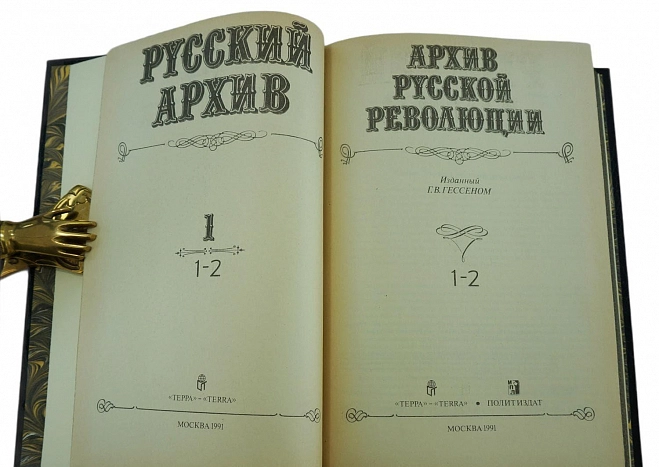 РУССКИЙ
АРХИВ
1
1-2
«ТЕРРА» – «TERRA»
МОСКВА 1991
АРХИВ
РУССКОЙ
РЕВОЛЮЦИИ
Изданный
Г.В.ГЕССЕНОМ
1-2
«ТЕРРА» – «TERRA» • ПОЛИТИЗДАТ
МОСКВА 1991